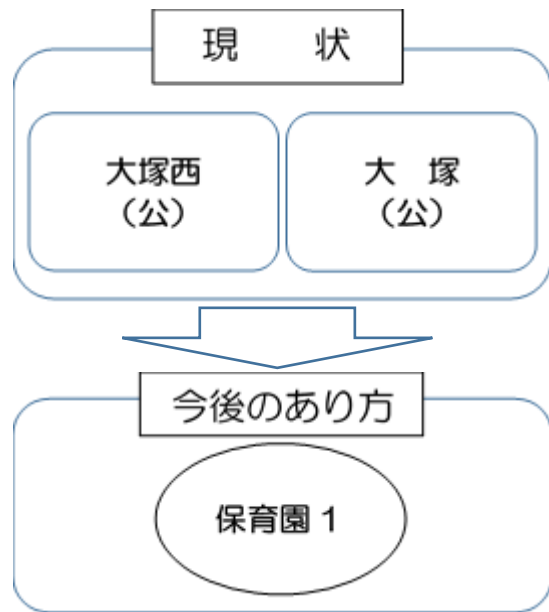 現　状
大塚西
（公）
大　塚
（公）
今後のあり方
保育園 1